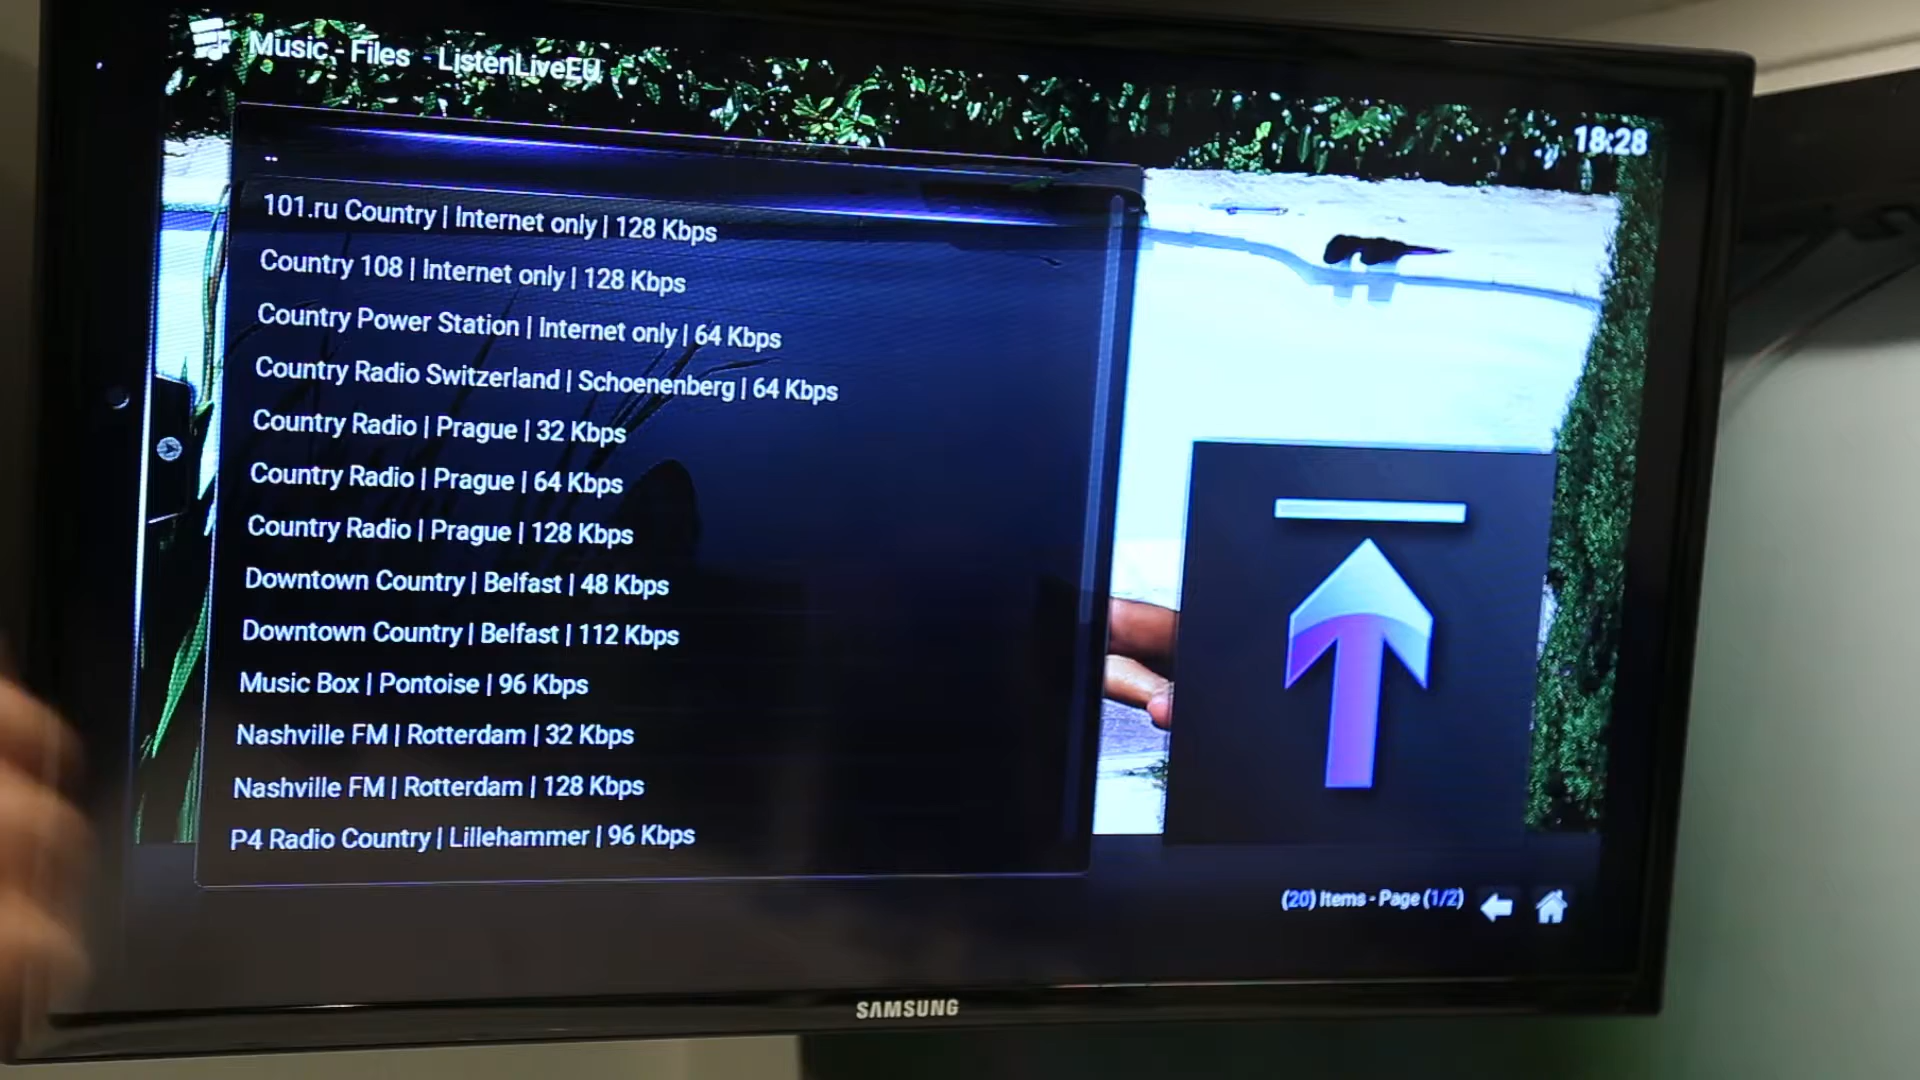 Music - Files - ListenLiveEU
18:28
..
101.ru Country | Internet only | 128 Kbps
Country 108 | Internet only | 128 Kbps
Country Power Station | Internet only | 64 Kbps
Country Radio Switzerland | Schoenenberg | 64 Kbps
Country Radio | Prague | 32 Kbps
Country Radio | Prague | 64 Kbps
Country Radio | Prague | 128 Kbps
Downtown Country | Belfast | 48 Kbps
Downtown Country | Belfast | 112 Kbps
Music Box | Pontoise | 96 Kbps
Nashville FM | Rotterdam | 32 Kbps
Nashville FM | Rotterdam | 128 Kbps
P4 Radio Country | Lillehammer | 96 Kbps
(20) Items - Page (1/2)
SAMSUNG